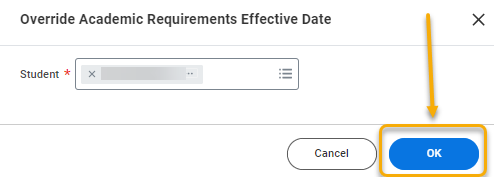 Override Academic Requirements Effective Date
Student *
Cancel
OK